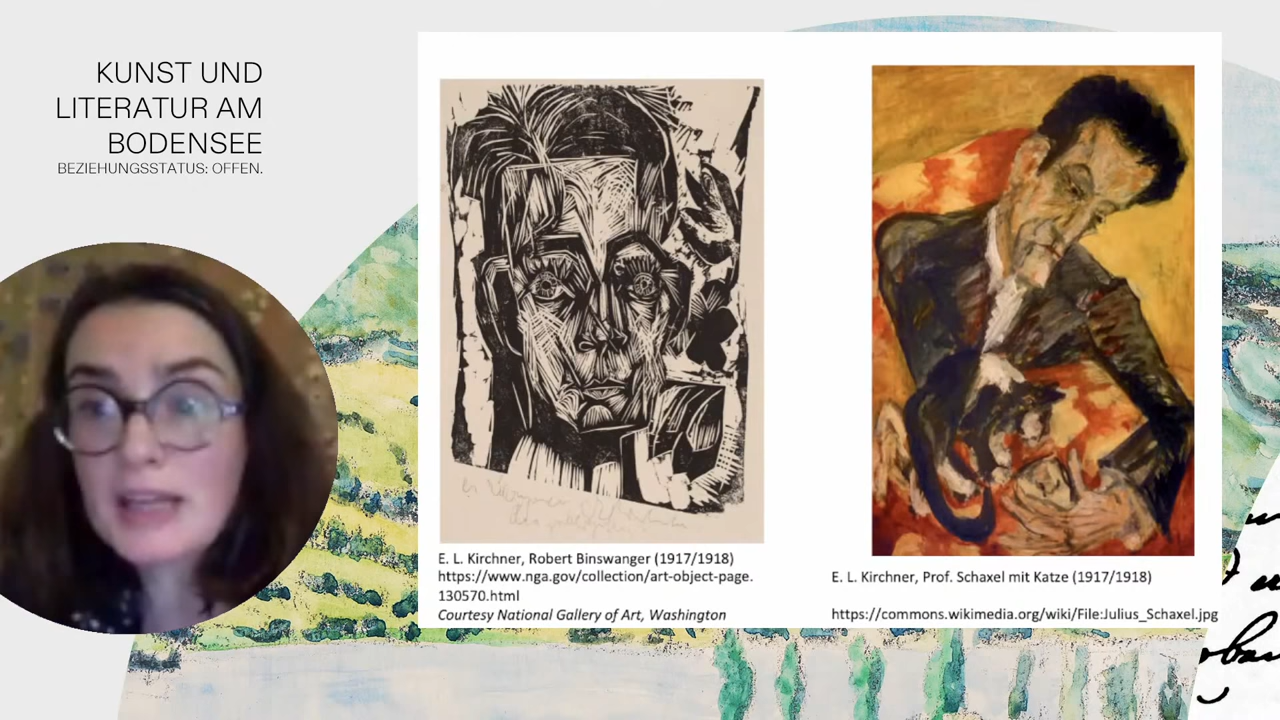 KUNST UND
LITERATUR AM
BODENSEE
BEZIEHUNGSSTATUS: OFFEN.
E. L. Kirchner, Robert Binswanger (1917/1918)
https://www.nga.gov/collection/art-object-page.
130570.html
Courtesy National Gallery of Art, Washington
E. L. Kirchner, Prof. Schaxel mit Katze (1917/1918)
https://commons.wikimedia.org/wiki/File:Julius_Schaxel.jpg